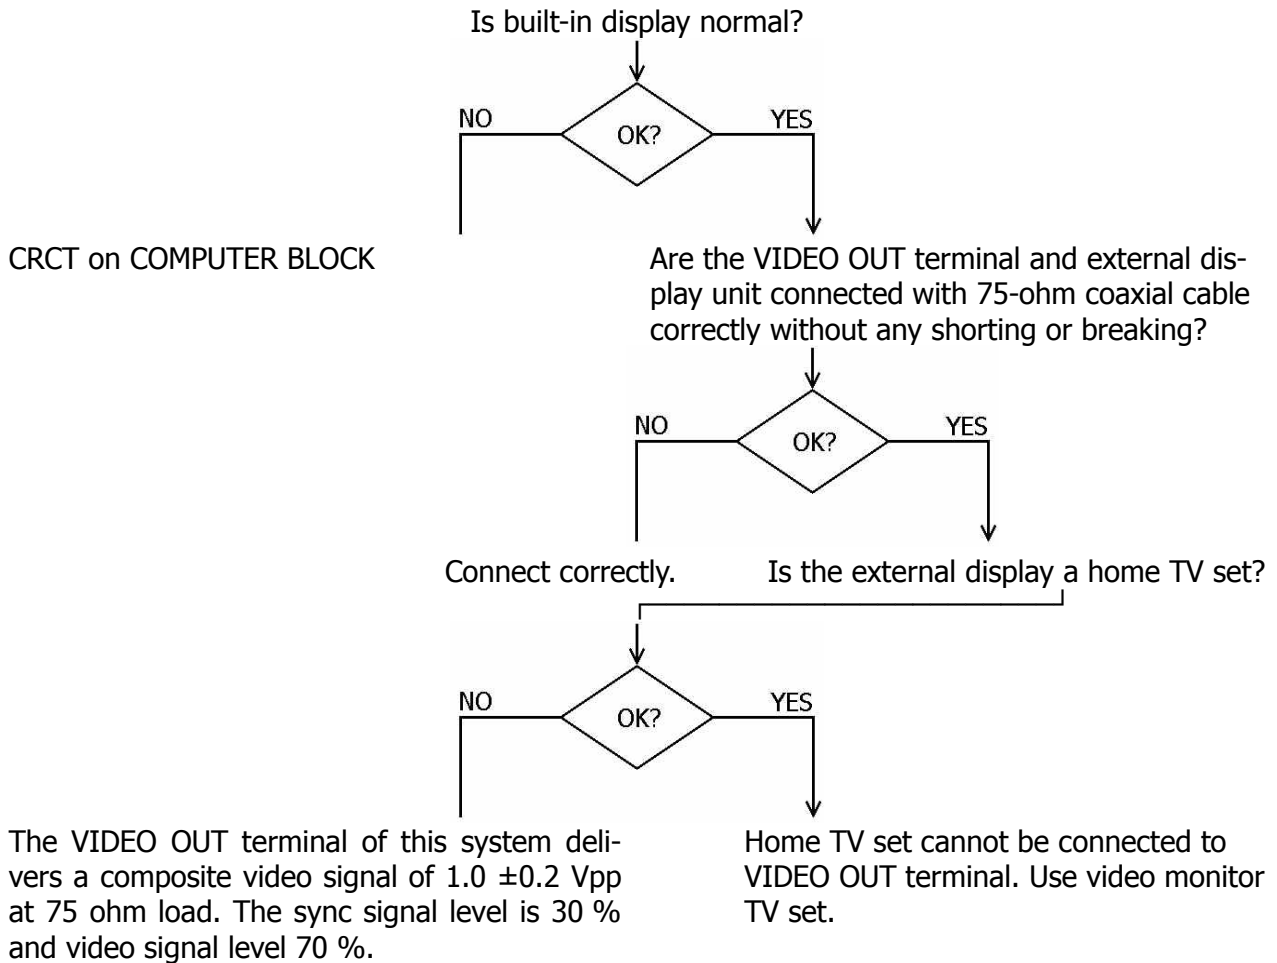 Is built-in display normal?
NO
OK?
YES
CRCT on COMPUTER BLOCK
Are the VIDEO OUT terminal and external dis-
play unit connected with 75-ohm coaxial cable
correctly without any shorting or breaking?
NO
OK?
YES
Connect correctly.
Is the external display a home TV set?
NO
OK?
YES
The VIDEO OUT terminal of this system deli-
vers a composite video signal of 1.0 ±0.2 Vpp
at 75 ohm load. The sync signal level is 30 %
and video signal level 70 %.
Home TV set cannot be connected to
VIDEO OUT terminal. Use video monitor
TV set.